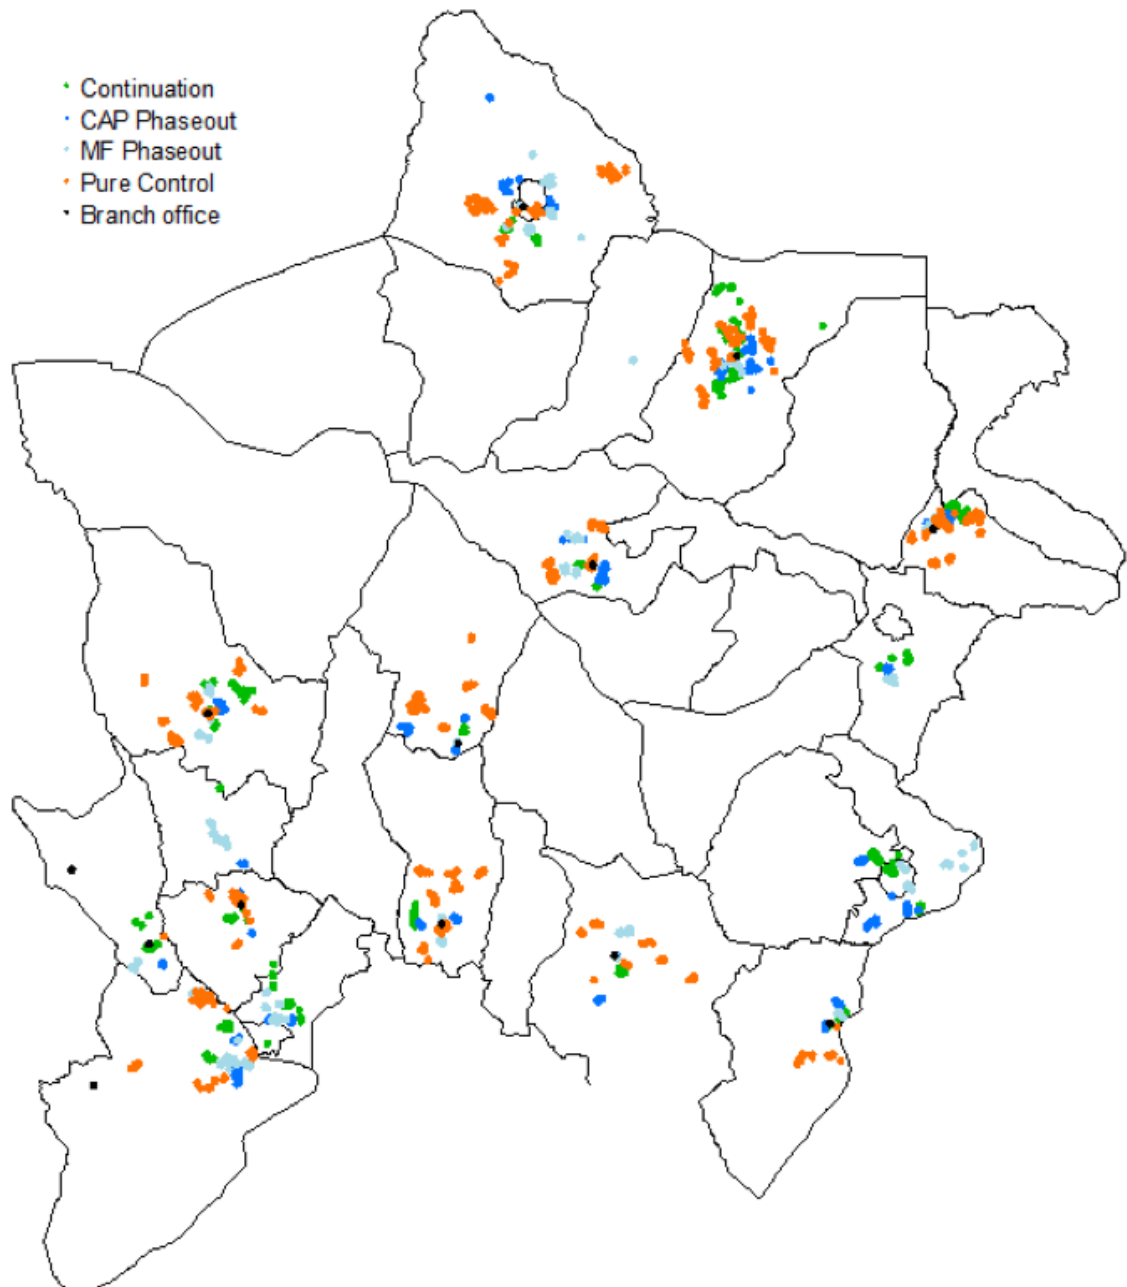 Continuation
CAP Phaseout
MF Phaseout
Pure Control
Branch office